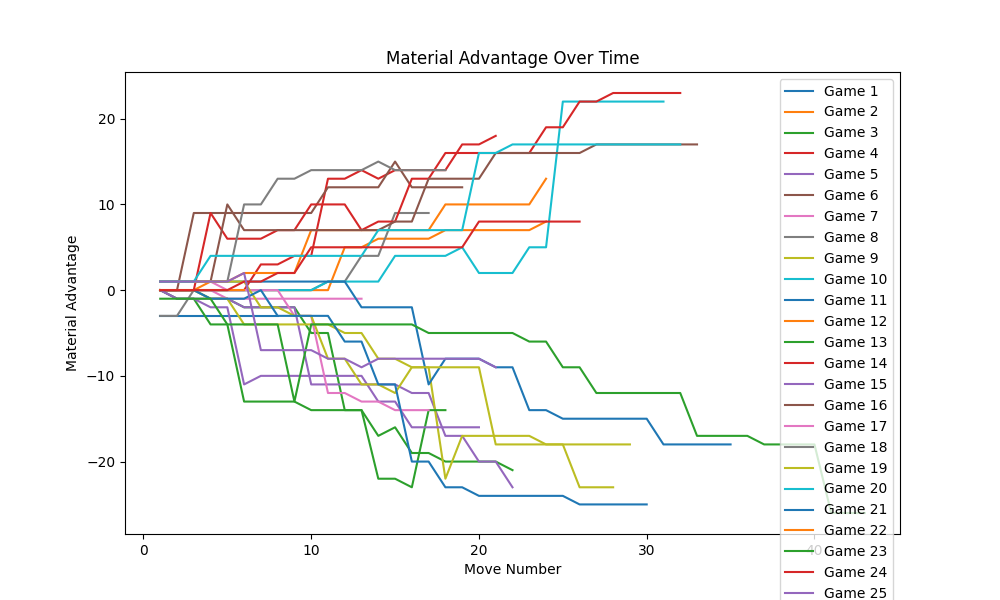 Material Advantage Over Time
Material Advantage
20
10
0
−10
−20
0
10
20
30
40
Move Number
Game 1
Game 2
Game 3
Game 4
Game 5
Game 6
Game 7
Game 8
Game 9
Game 10
Game 11
Game 12
Game 13
Game 14
Game 15
Game 16
Game 17
Game 18
Game 19
Game 20
Game 21
Game 22
Game 23
Game 24
Game 25